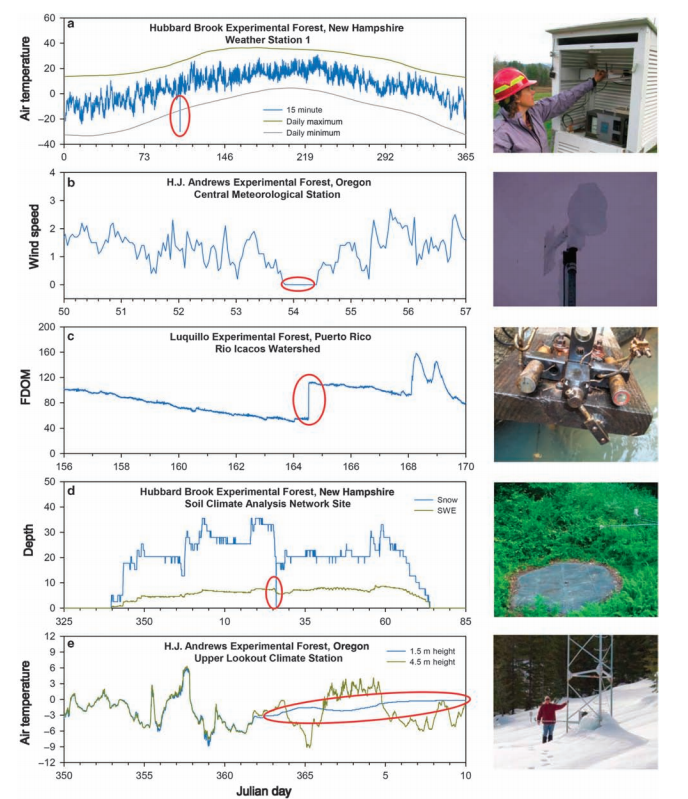 a
Hubbard Brook Experimental Forest, New Hampshire
Weather Station 1
Air temperature
60
40
20
0
−20
−40
15 minute
Daily maximum
Daily minimum
0 73 146 219 292 365
b
H.J. Andrews Experimental Forest, Oregon
Central Meteorological Station
Wind speed
4
3
2
1
0
50 51 52 53 54 55 56 57
c
Luquillo Experimental Forest, Puerto Rico
Rio Icacos Watershed
FDOM
200
160
120
80
40
0
156 158 160 162 164 166 168 170
d
Hubbard Brook Experimental Forest, New Hampshire
Soil Climate Analysis Network Site
Depth
50
40
30
20
10
0
Snow
SWE
325 350 10 35 60 85
e
H.J. Andrews Experimental Forest, Oregon
Upper Lookout Climate Station
Air temperature
12
9
6
3
0
−3
−6
−9
−12
1.5 m height
4.5 m height
350 355 360 365 5 10
Julian day